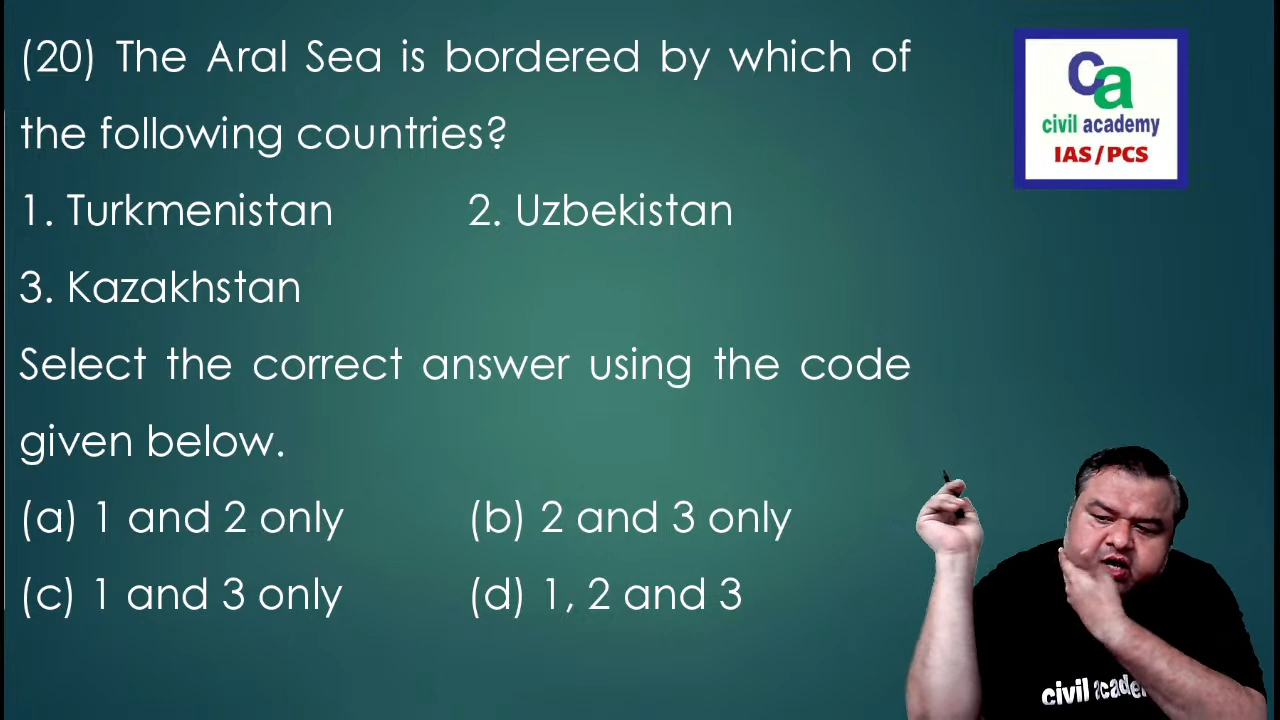 (20) The Aral Sea is bordered by which of
the following countries?
1. Turkmenistan 2. Uzbekistan
3. Kazakhstan
Select the correct answer using the code
given below.
(a) 1 and 2 only (b) 2 and 3 only
(c) 1 and 3 only (d) 1, 2 and 3
ca
civil academy
IAS/PCS
civil